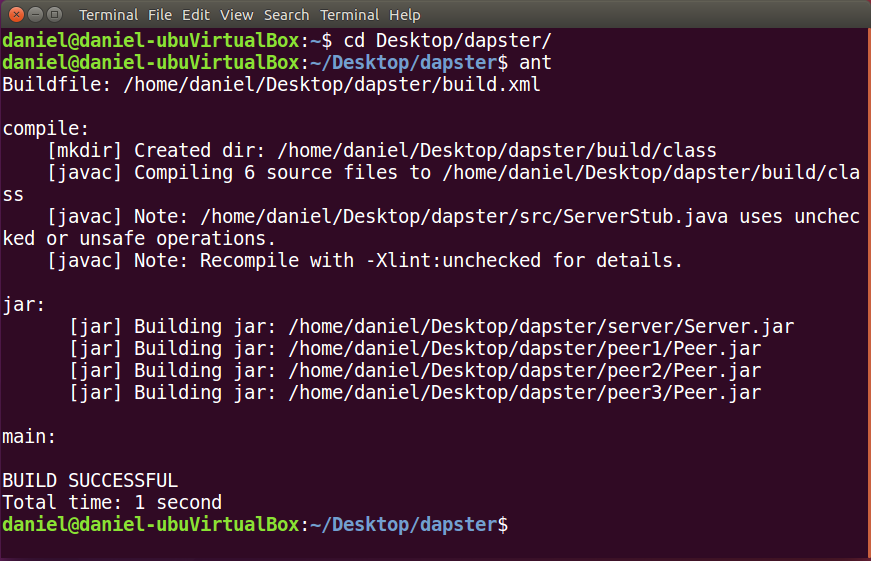 Terminal File Edit View Search Terminal Help
daniel@daniel-ubuVirtualBox:~$ cd Desktop/dapster/
daniel@daniel-ubuVirtualBox:~/Desktop/dapster$ ant
Buildfile: /home/daniel/Desktop/dapster/build.xml
compile:
    [mkdir] Created dir: /home/daniel/Desktop/dapster/build/class
    [javac] Compiling 6 source files to /home/daniel/Desktop/dapster/build/cla
ss
    [javac] Note: /home/daniel/Desktop/dapster/src/ServerStub.java uses unchec
ked or unsafe operations.
    [javac] Note: Recompile with -Xlint:unchecked for details.
jar:
      [jar] Building jar: /home/daniel/Desktop/dapster/server/Server.jar
      [jar] Building jar: /home/daniel/Desktop/dapster/peer1/Peer.jar
      [jar] Building jar: /home/daniel/Desktop/dapster/peer2/Peer.jar
      [jar] Building jar: /home/daniel/Desktop/dapster/peer3/Peer.jar
main:
BUILD SUCCESSFUL
Total time: 1 second
daniel@daniel-ubuVirtualBox:~/Desktop/dapster$